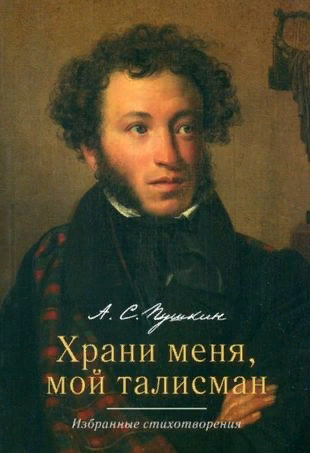 А. С. Пушкин
Храни меня,
мой талисман
Избранные стихотворения